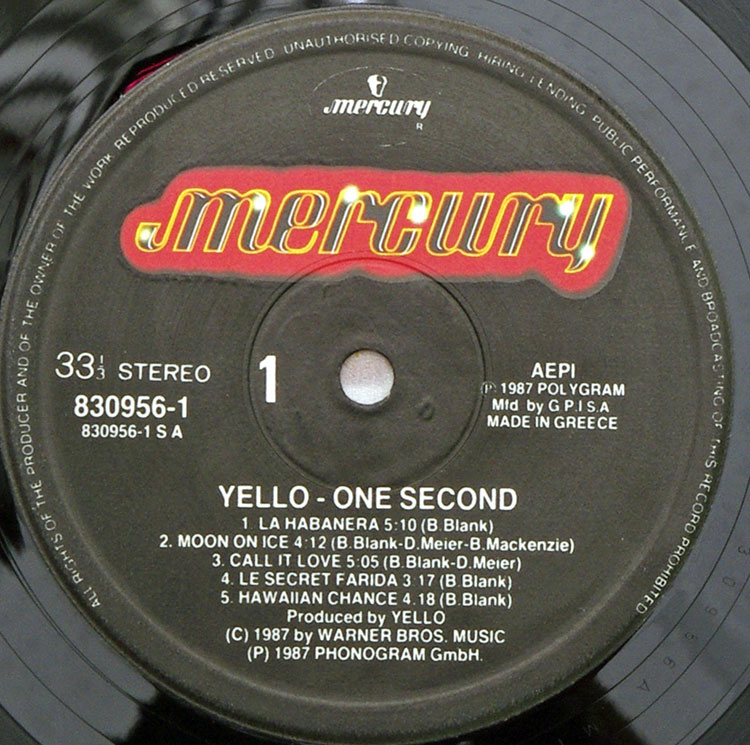 ALL RIGHTS OF THE PRODUCER AND OF THE OWNER OF THE WORK REPRODUCED RESERVED. UNAUTHORISED COPYING, HIRING, LENDING, PUBLIC PERFORMANCE AND BROADCASTING OF THIS RECORD PROHIBITED
mercury
R
mercury
33 1/3 STEREO
830956-1
830956-1 S A
1
AEPI
℗ 1987 POLYGRAM
Mfd by G.P.I S.A
MADE IN GREECE
YELLO - ONE SECOND
1 LA HABANERA 5:10 (B.Blank)
2. MOON ON ICE 4:12 (B.Blank-D.Meier-B.Mackenzie)
3. CALL IT LOVE 5:05 (B.Blank-D.Meier)
4. LE SECRET FARIDA 3 17 (B.Blank)
5. HAWAIIAN CHANCE 4.18 (B.Blank)
Produced by YELLO
(C) 1987 by WARNER BROS. MUSIC
(P) 1987 PHONOGRAM GmbH.